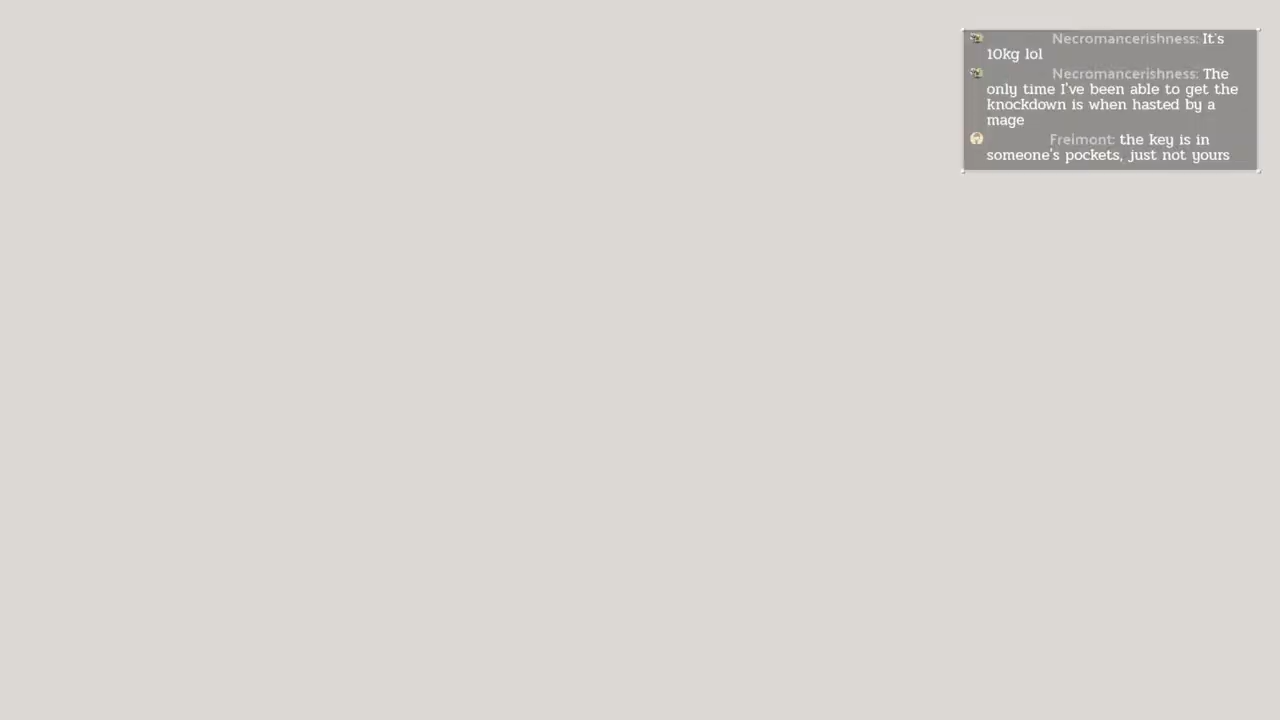 Necromancerishness: It's
10kg lol
Necromancerishness: The
only time I've been able to get the
knockdown is when hasted by a
mage
Freimont: the key is in
someone's pockets, just not yours